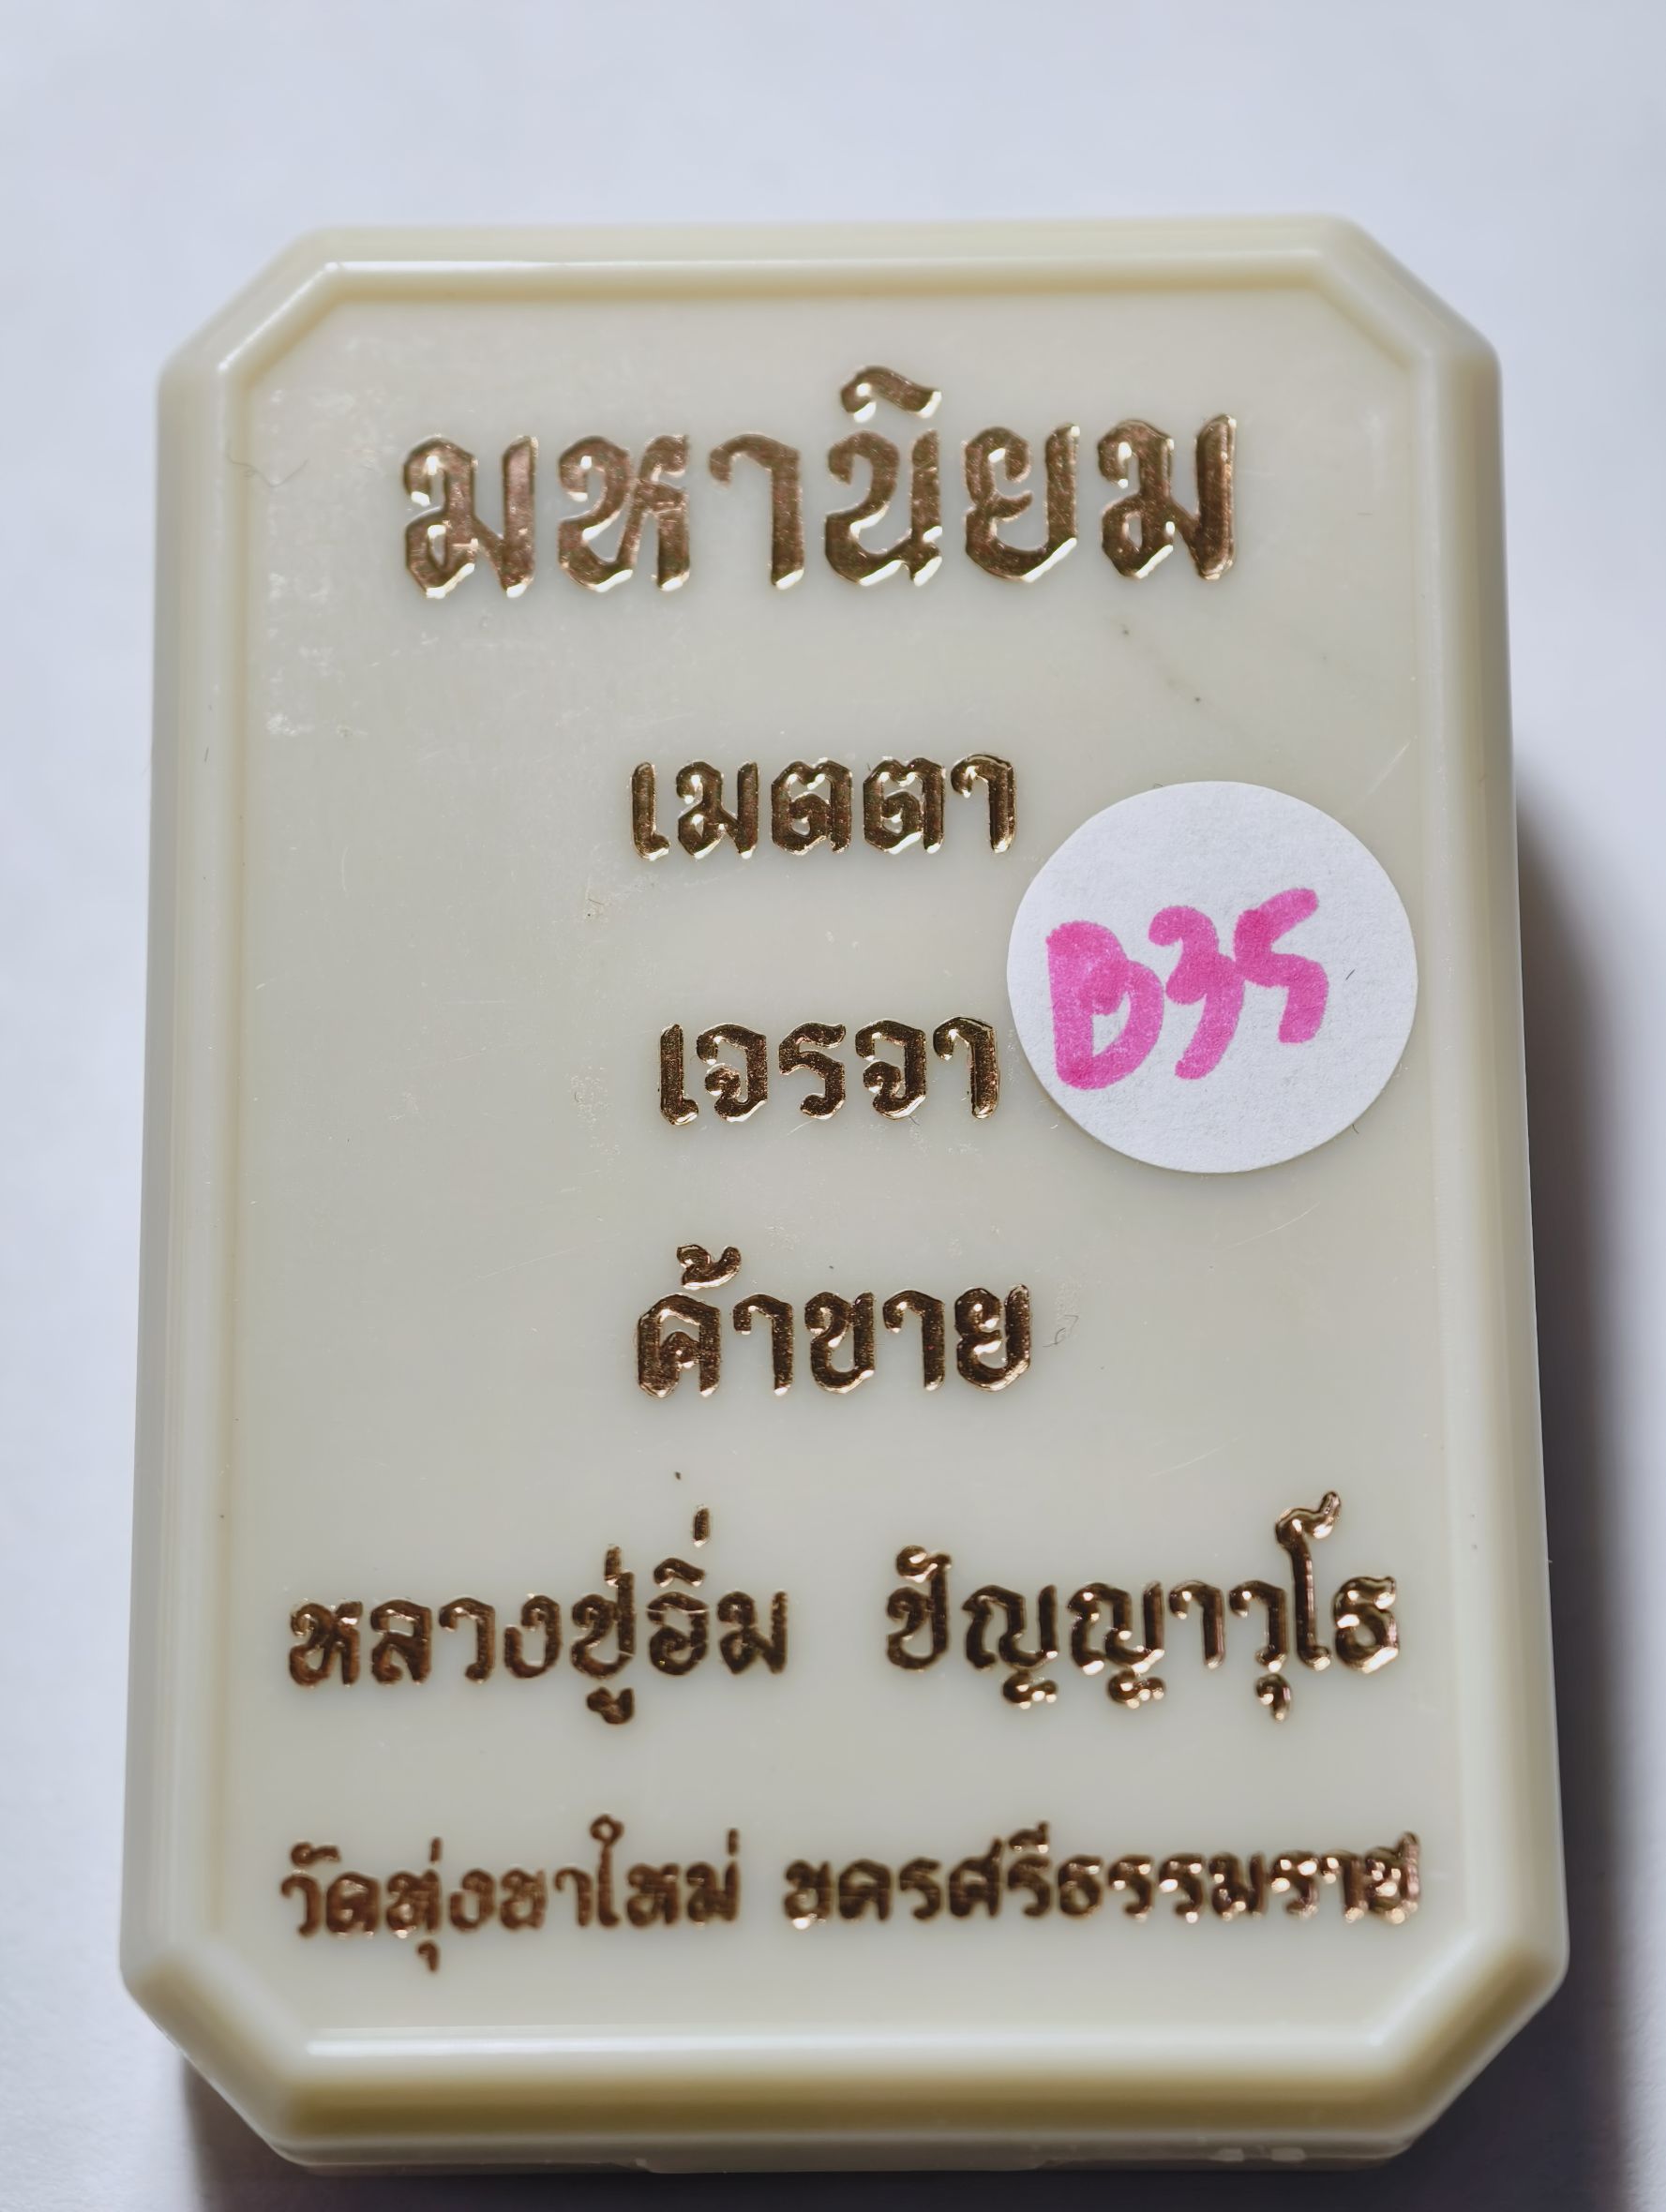 มหานิยม
เมตตา
B35
เจรจา
ค้าขาย
หลวงปู่อิ่ม ปัญญาวุโธ
วัดทุ่งนาใหม่ นครศรีธรรมราช